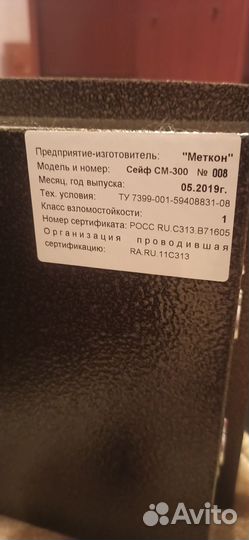 Предприятие-изготовитель: "Меткон"
Модель и номер: Сейф СМ-300 № 008
Месяц, год выпуска: 05.2019г.
Тех. условия: ТУ 7399-001-59408831-08
Класс взломостойкости: 1
Номер сертификата: РОСС RU.C313.B71605
Организация проводившая
сертификацию: RA.RU.11C313
Avito